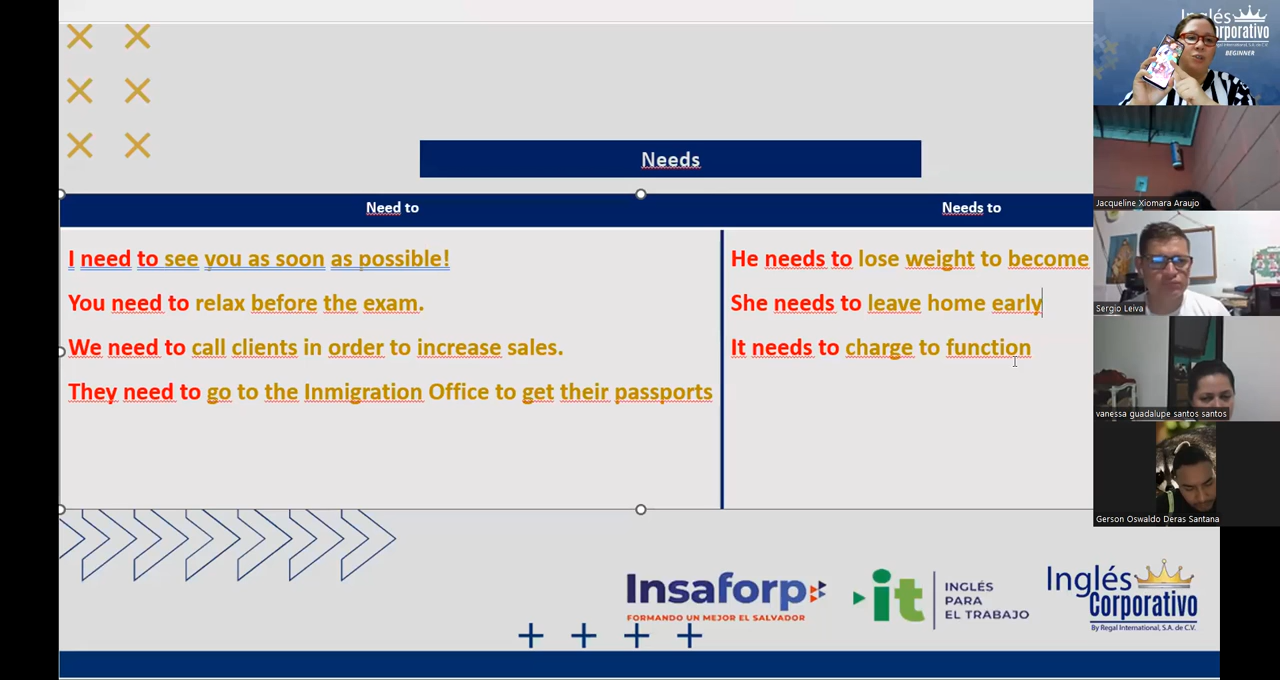 Needs
Need to
Needs to
I need to see you as soon as possible!
You need to relax before the exam.
We need to call clients in order to increase sales.
They need to go to the Inmigration Office to get their passports
He needs to lose weight to become
She needs to leave home early
It needs to charge to function
Insaforp
FORMANDO UN MEJOR EL SALVADOR
it
INGLÉS
PARA
EL TRABAJO
Inglés
Corporativo
By Regal International, S.A. de C.V.
Inglés
orporativo
Regal International, S.A. de C.V.
BEGINNER
Jacqueline Xiomara Araujo
Sergio Leiva
vanessa guadalupe santos santos
Gerson Oswaldo Deras Santana